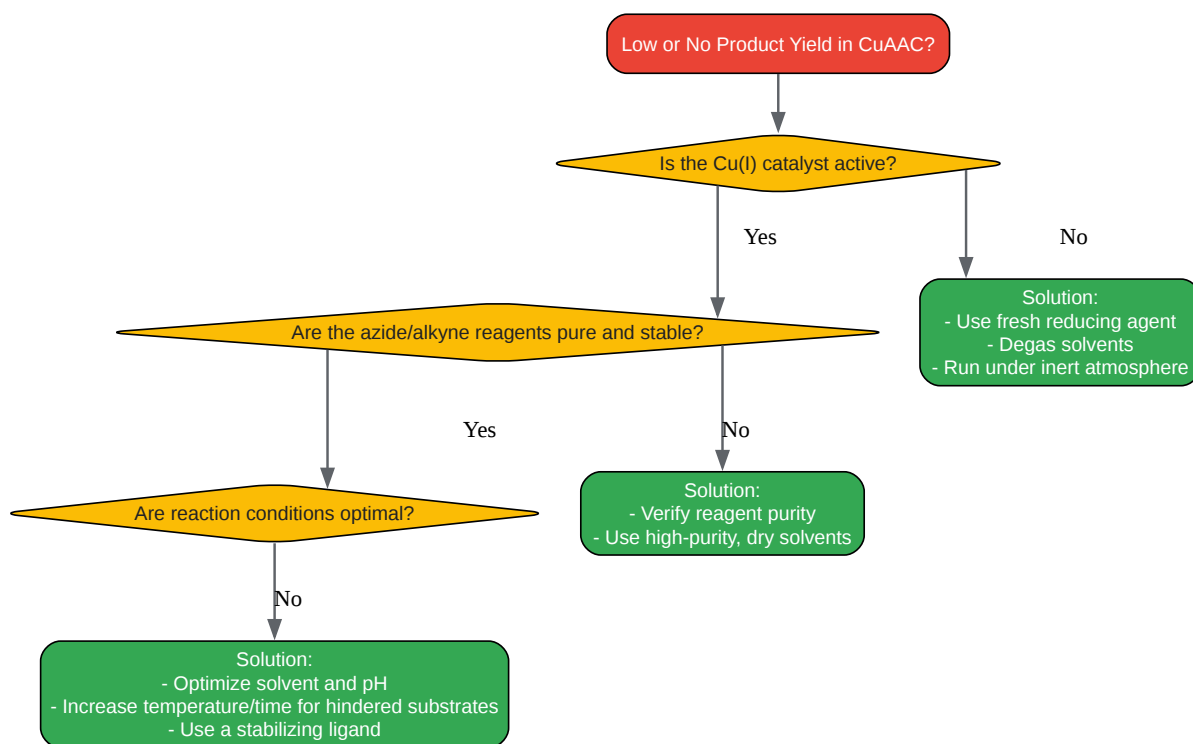 Low or No Product Yield in CuAAC?
Is the Cu(I) catalyst active?
Yes
No
Solution:
- Use fresh reducing agent
- Degas solvents
- Run under inert atmosphere
Are the azide/alkyne reagents pure and stable?
Yes
No
Solution:
- Verify reagent purity
- Use high-purity, dry solvents
Are reaction conditions optimal?
No
Solution:
- Optimize solvent and pH
- Increase temperature/time for hindered substrates
- Use a stabilizing ligand